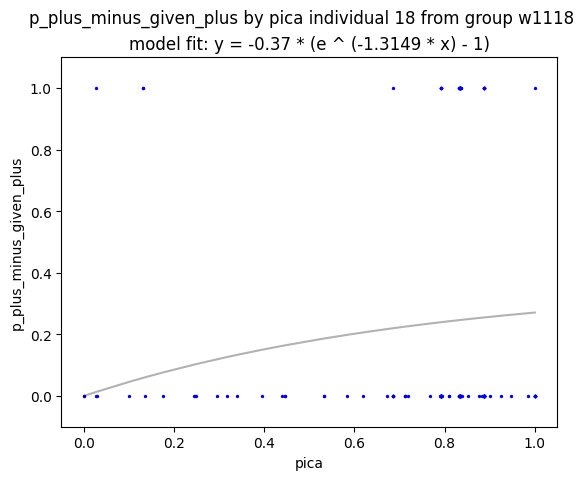 p_plus_minus_given_plus by pica individual 18 from group w1118
model fit: y = -0.37 * (e ^ (-1.3149 * x) - 1)
1.0
0.8
0.6
0.4
0.2
0.0
p_plus_minus_given_plus
0.0 0.2 0.4 0.6 0.8 1.0
pica